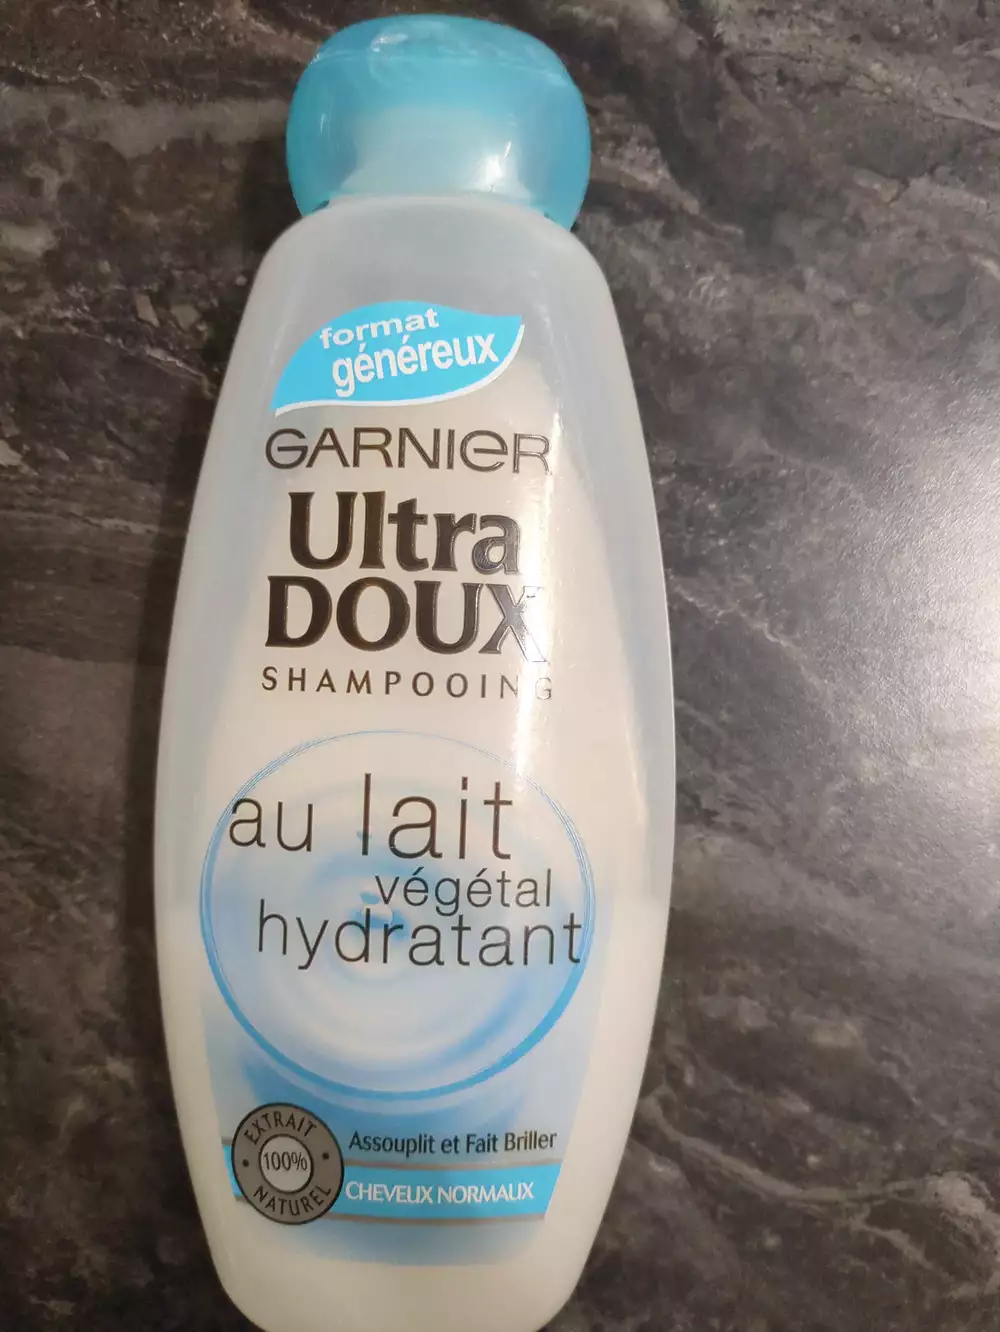 format
généreux
GARNIER
Ultra
DOUX
SHAMPOOING
au lait
végétal
hydratant
EXTRAIT
100%
NATUREL
Assouplit et Fait Briller
CHEVEUX NORMAUX